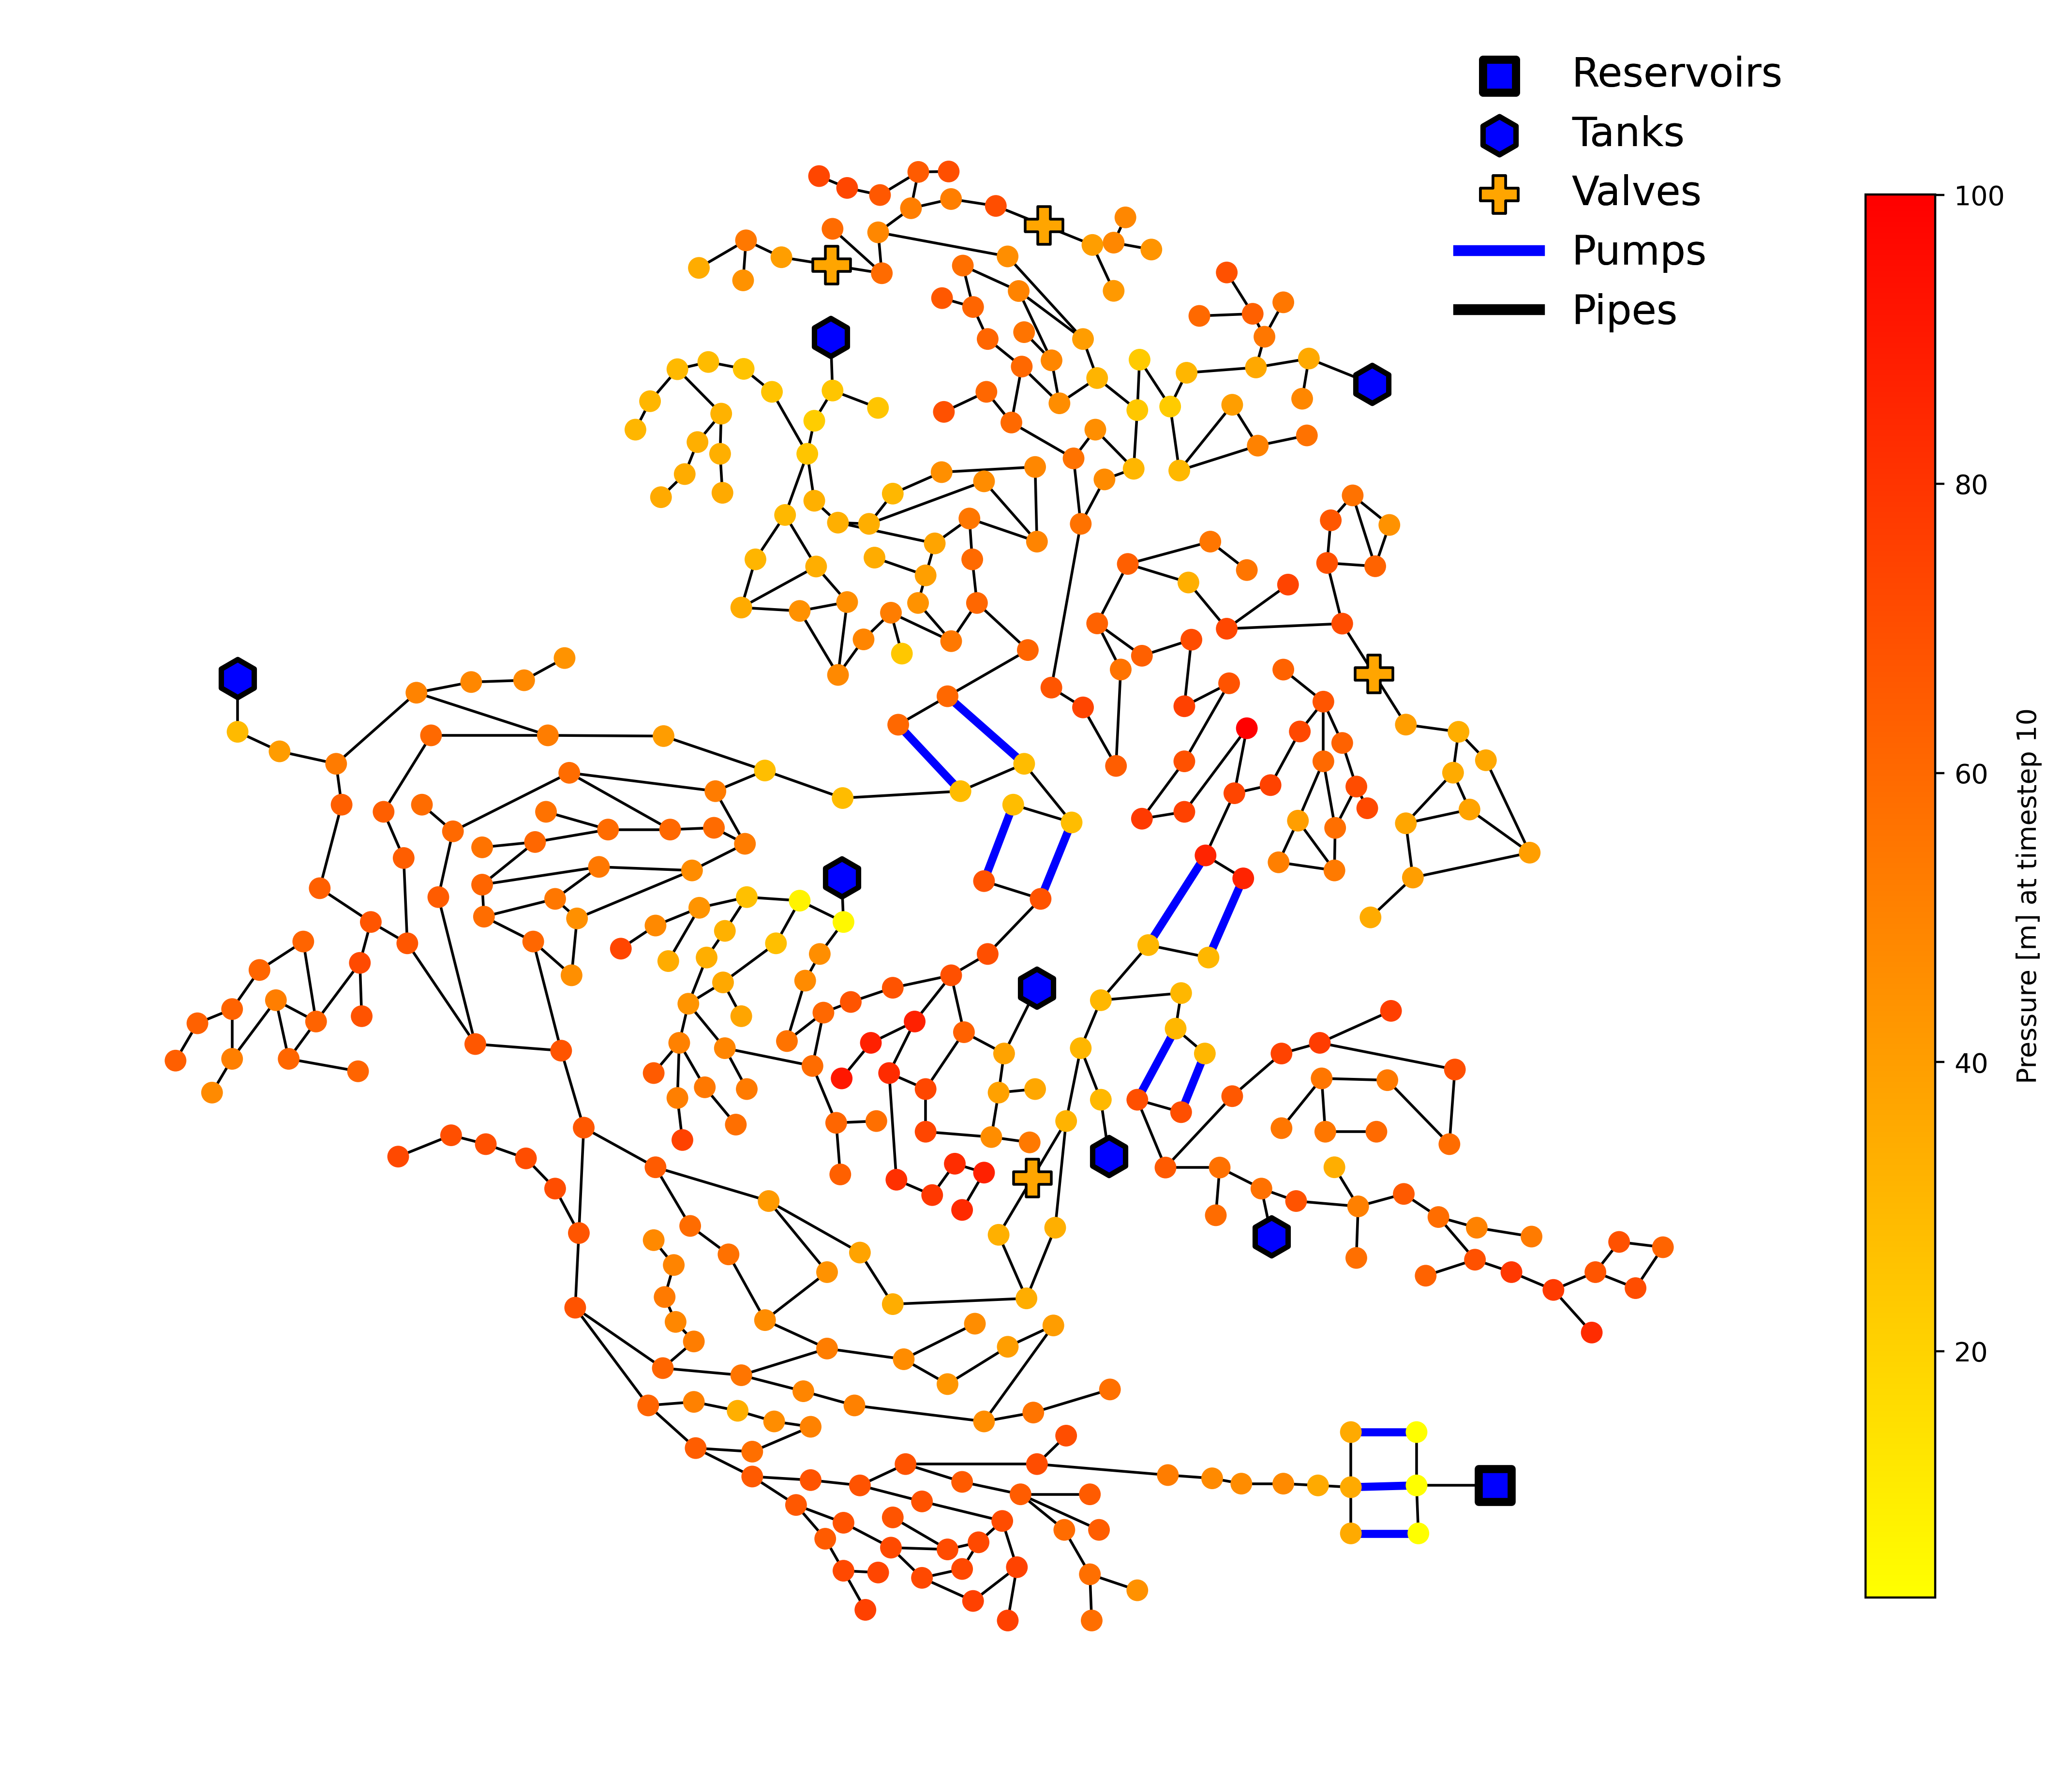 Reservoirs
Tanks
Valves
Pumps
Pipes
100
80
60
40
20
Pressure [m] at timestep 10